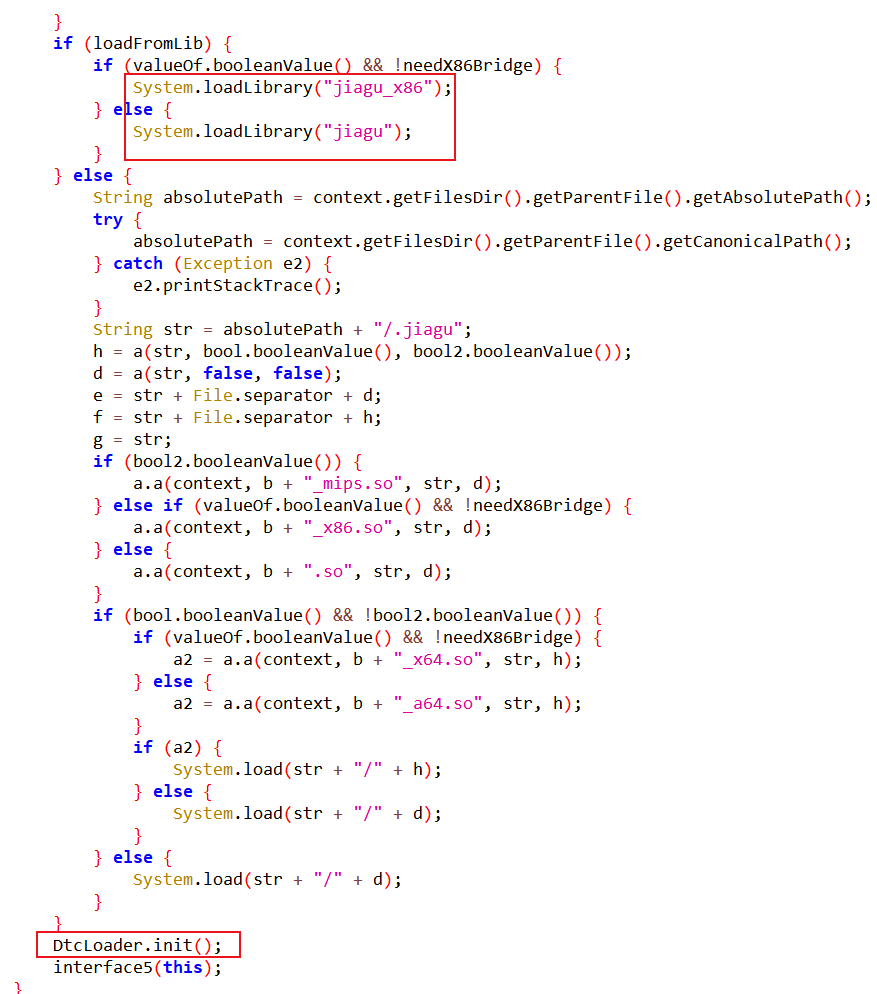 }
if (loadFromLib) {
if (valueOf.booleanValue() && !needX86Bridge) {
System.loadLibrary("jiagu_x86");
} else {
System.loadLibrary("jiagu");
}
} else {
String absolutePath = context.getFilesDir().getParentFile().getAbsolutePath();
try {
absolutePath = context.getFilesDir().getParentFile().getCanonicalPath();
} catch (Exception e2) {
e2.printStackTrace();
}
String str = absolutePath + "/.jiagu";
h = a(str, bool.booleanValue(), bool2.booleanValue());
d = a(str, false, false);
e = str + File.separator + d;
f = str + File.separator + h;
g = str;
if (bool2.booleanValue()) {
a.a(context, b + "_mips.so", str, d);
} else if (valueOf.booleanValue() && !needX86Bridge) {
a.a(context, b + "_x86.so", str, d);
} else {
a.a(context, b + ".so", str, d);
}
if (bool.booleanValue() && !bool2.booleanValue()) {
if (valueOf.booleanValue() && !needX86Bridge) {
a2 = a.a(context, b + "_x64.so", str, h);
} else {
a2 = a.a(context, b + "_a64.so", str, h);
}
if (a2) {
System.load(str + "/" + h);
} else {
System.load(str + "/" + d);
}
} else {
System.load(str + "/" + d);
}
}
DtcLoader.init();
interface5(this);
}